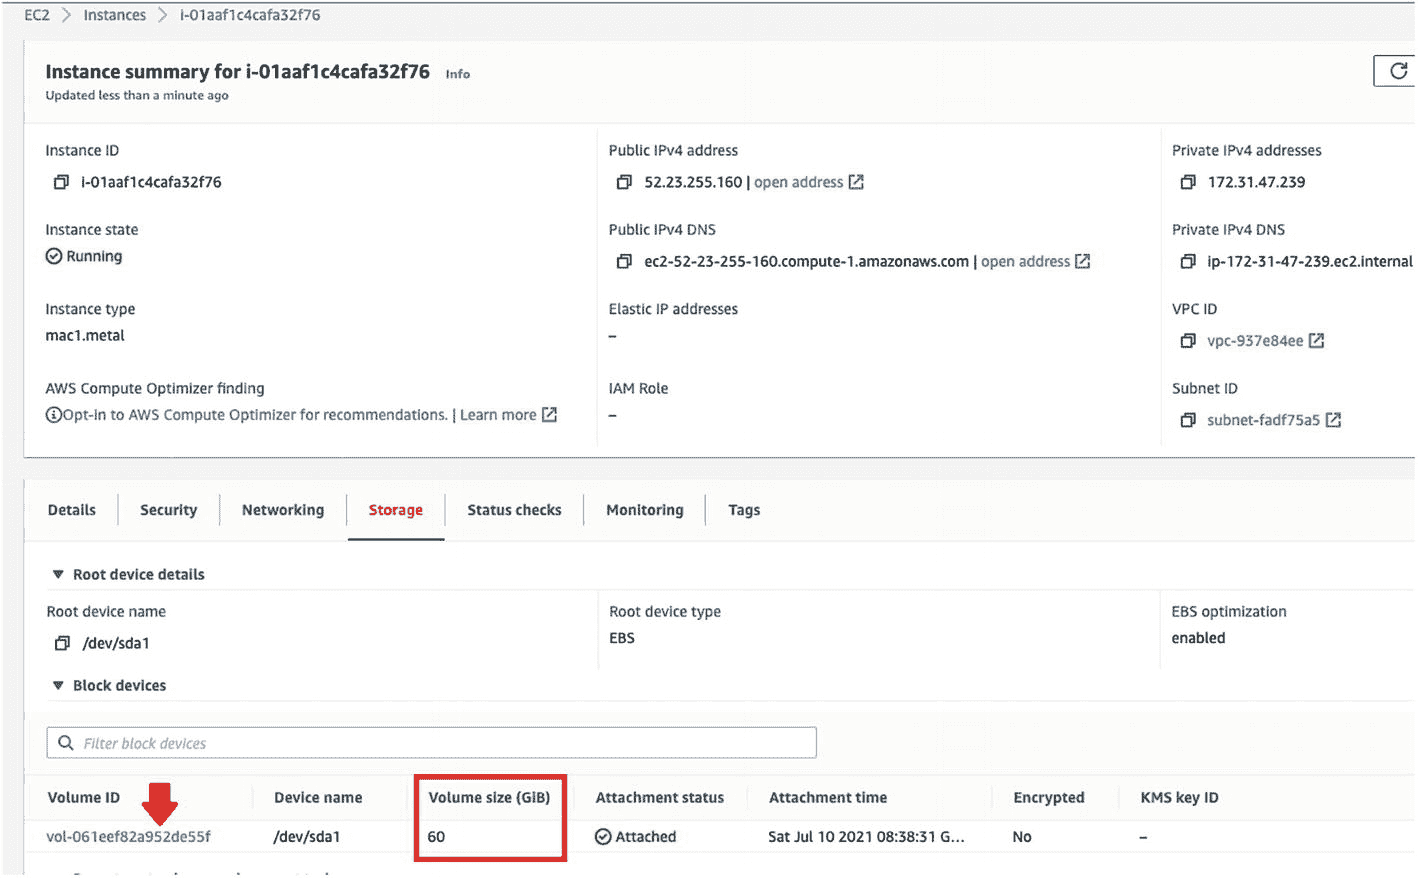 EC2 > Instances > i-01aaf1c4cafa32f76
Instance summary for i-01aaf1c4cafa32f76 Info
Updated less than a minute ago
Instance ID
i-01aaf1c4cafa32f76
Public IPv4 address
52.23.255.160 | open address
Private IPv4 addresses
172.31.47.239
Instance state
Running
Public IPv4 DNS
ec2-52-23-255-160.compute-1.amazonaws.com | open address
Private IPv4 DNS
ip-172-31-47-239.ec2.internal
Instance type
mac1.metal
Elastic IP addresses
–
VPC ID
vpc-937e84ee
AWS Compute Optimizer finding
Opt-in to AWS Compute Optimizer for recommendations. | Learn more
IAM Role
–
Subnet ID
subnet-fadf75a5
Details Security Networking Storage Status checks Monitoring Tags
Root device details
Root device name
/dev/sda1
Root device type
EBS
EBS optimization
enabled
Block devices
Filter block devices
Volume ID Device name Volume size (GiB) Attachment status Attachment time Encrypted KMS key ID
vol-061eef82a952de55f /dev/sda1 60 Attached Sat Jul 10 2021 08:38:31 G... No –